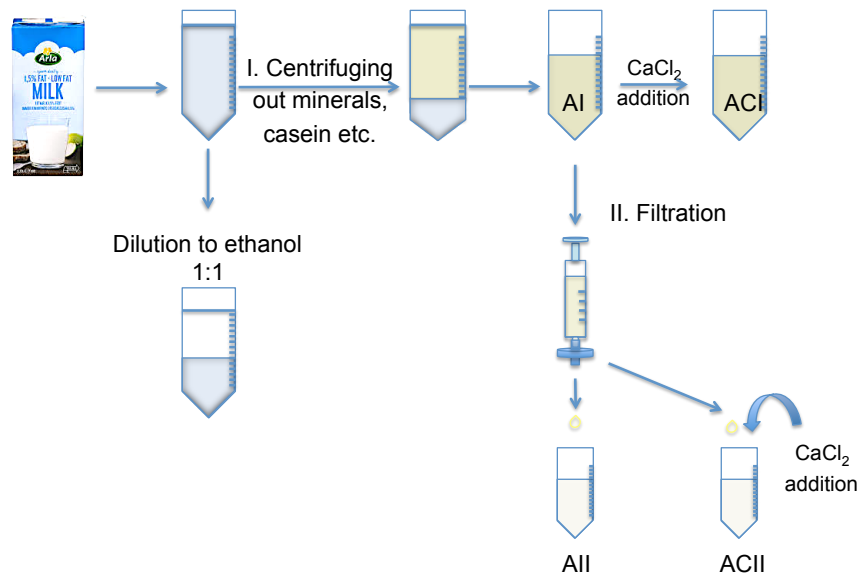 Arla
1,5% FAT - LOW FAT
MILK
I. Centrifuging
out minerals,
casein etc.
AI
CaCl₂
addition
ACI
II. Filtration
Dilution to ethanol
1:1
CaCl₂
addition
AII
ACII